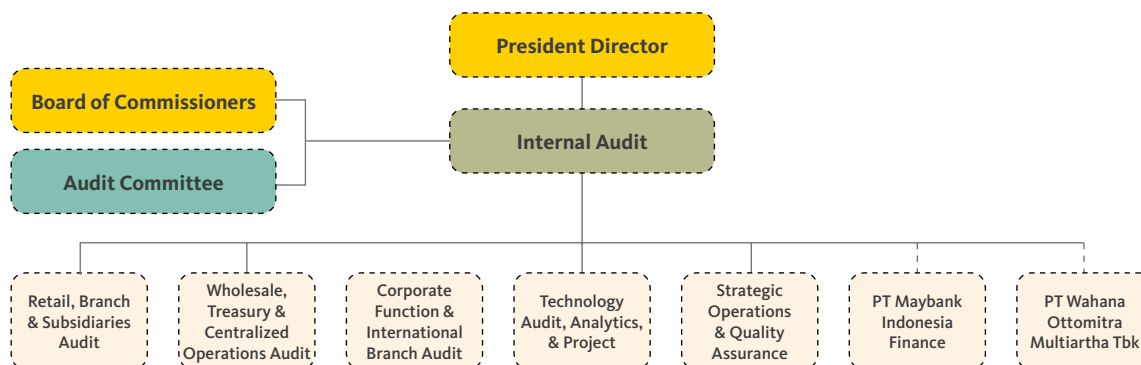 President Director
Board of Commissioners
Internal Audit
Audit Committee
Retail, Branch
& Subsidiaries
Audit
Wholesale,
Treasury &
Centralized
Operations Audit
Corporate
Function &
International
Branch Audit
Technology
Audit, Analytics,
& Project
Strategic
Operations
& Quality
Assurance
PT Maybank
Indonesia
Finance
PT Wahana
Ottomitra
Multiartha Tbk